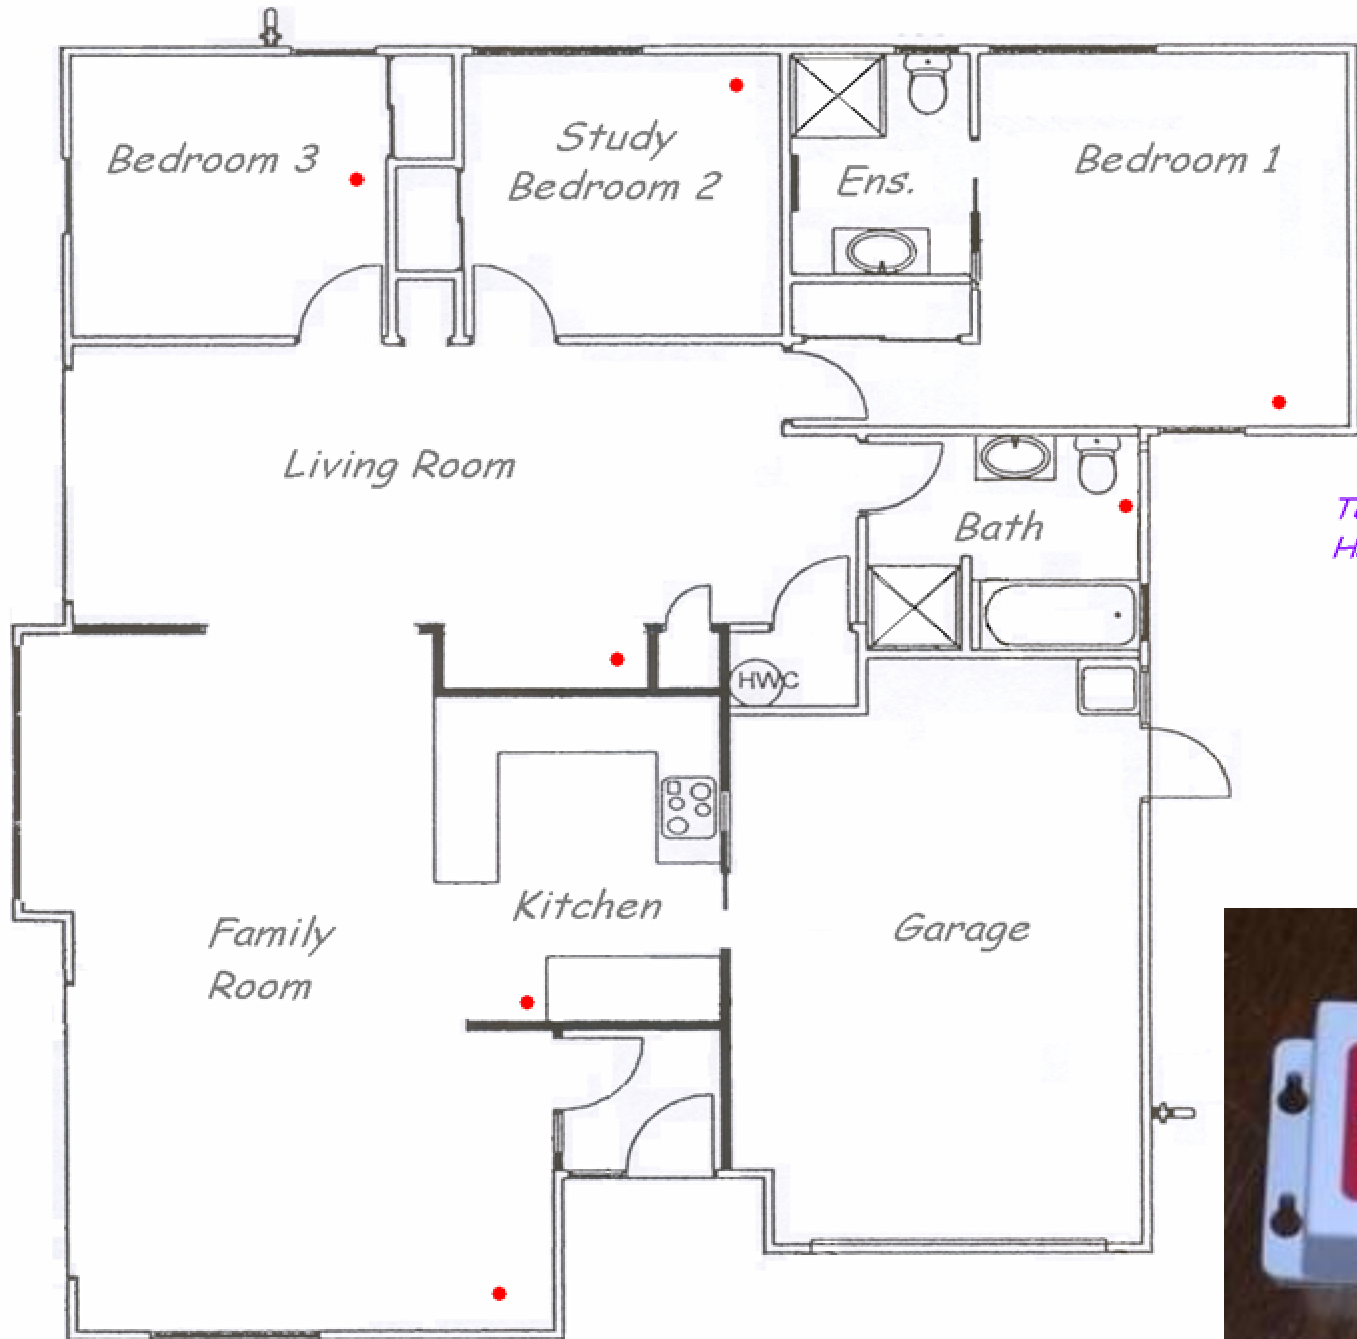 Bedroom 3
Study
Bedroom 2
Ens.
Bedroom 1
Living Room
Bath
HWC
Kitchen
Family
Room
Garage